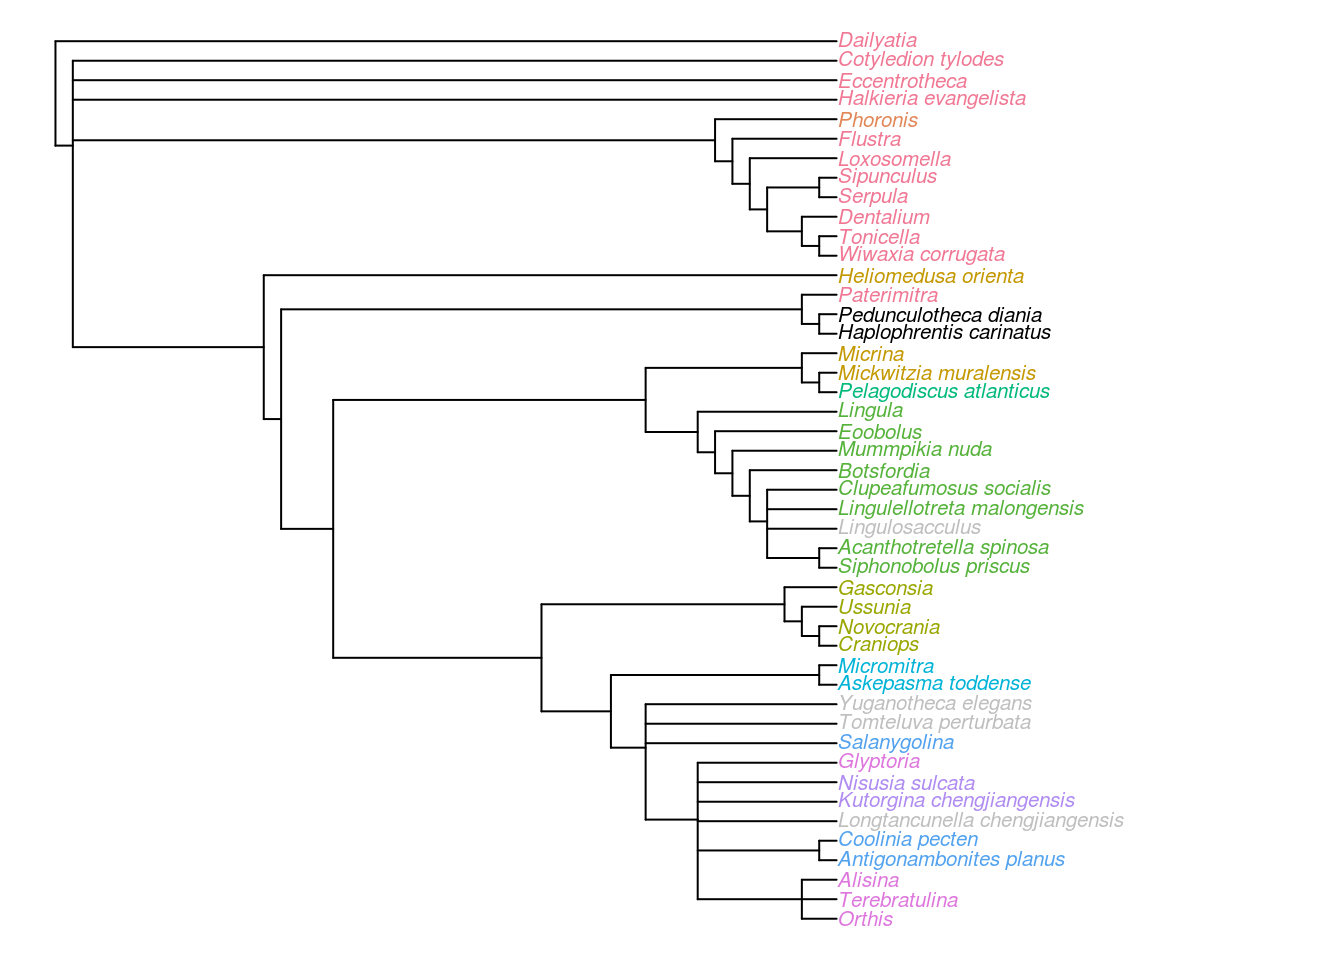 Dailyatia
Cotyledion tylodes
Eccentrotheca
Halkieria evangelista
Phoronis
Flustra
Loxosomella
Sipunculus
Serpula
Dentalium
Tonicella
Wiwaxia corrugata
Heliomedusa orienta
Paterimitra
Pedunculotheca diania
Haplophrentis carinatus
Micrina
Mickwitzia muralensis
Pelagodiscus atlanticus
Lingula
Eoobolus
Mummpikia nuda
Botsfordia
Clupeafumosus socialis
Lingulellotreta malongensis
Lingulosacculus
Acanthotretella spinosa
Siphonobolus priscus
Gasconsia
Ussunia
Novocrania
Craniops
Micromitra
Askepasma toddense
Yuganotheca elegans
Tomteluva perturbata
Salanygolina
Glyptoria
Nisusia sulcata
Kutorgina chengjiangensis
Longtancunella chengjiangensis
Coolinia pecten
Antigonambonites planus
Alisina
Terebratulina
Orthis